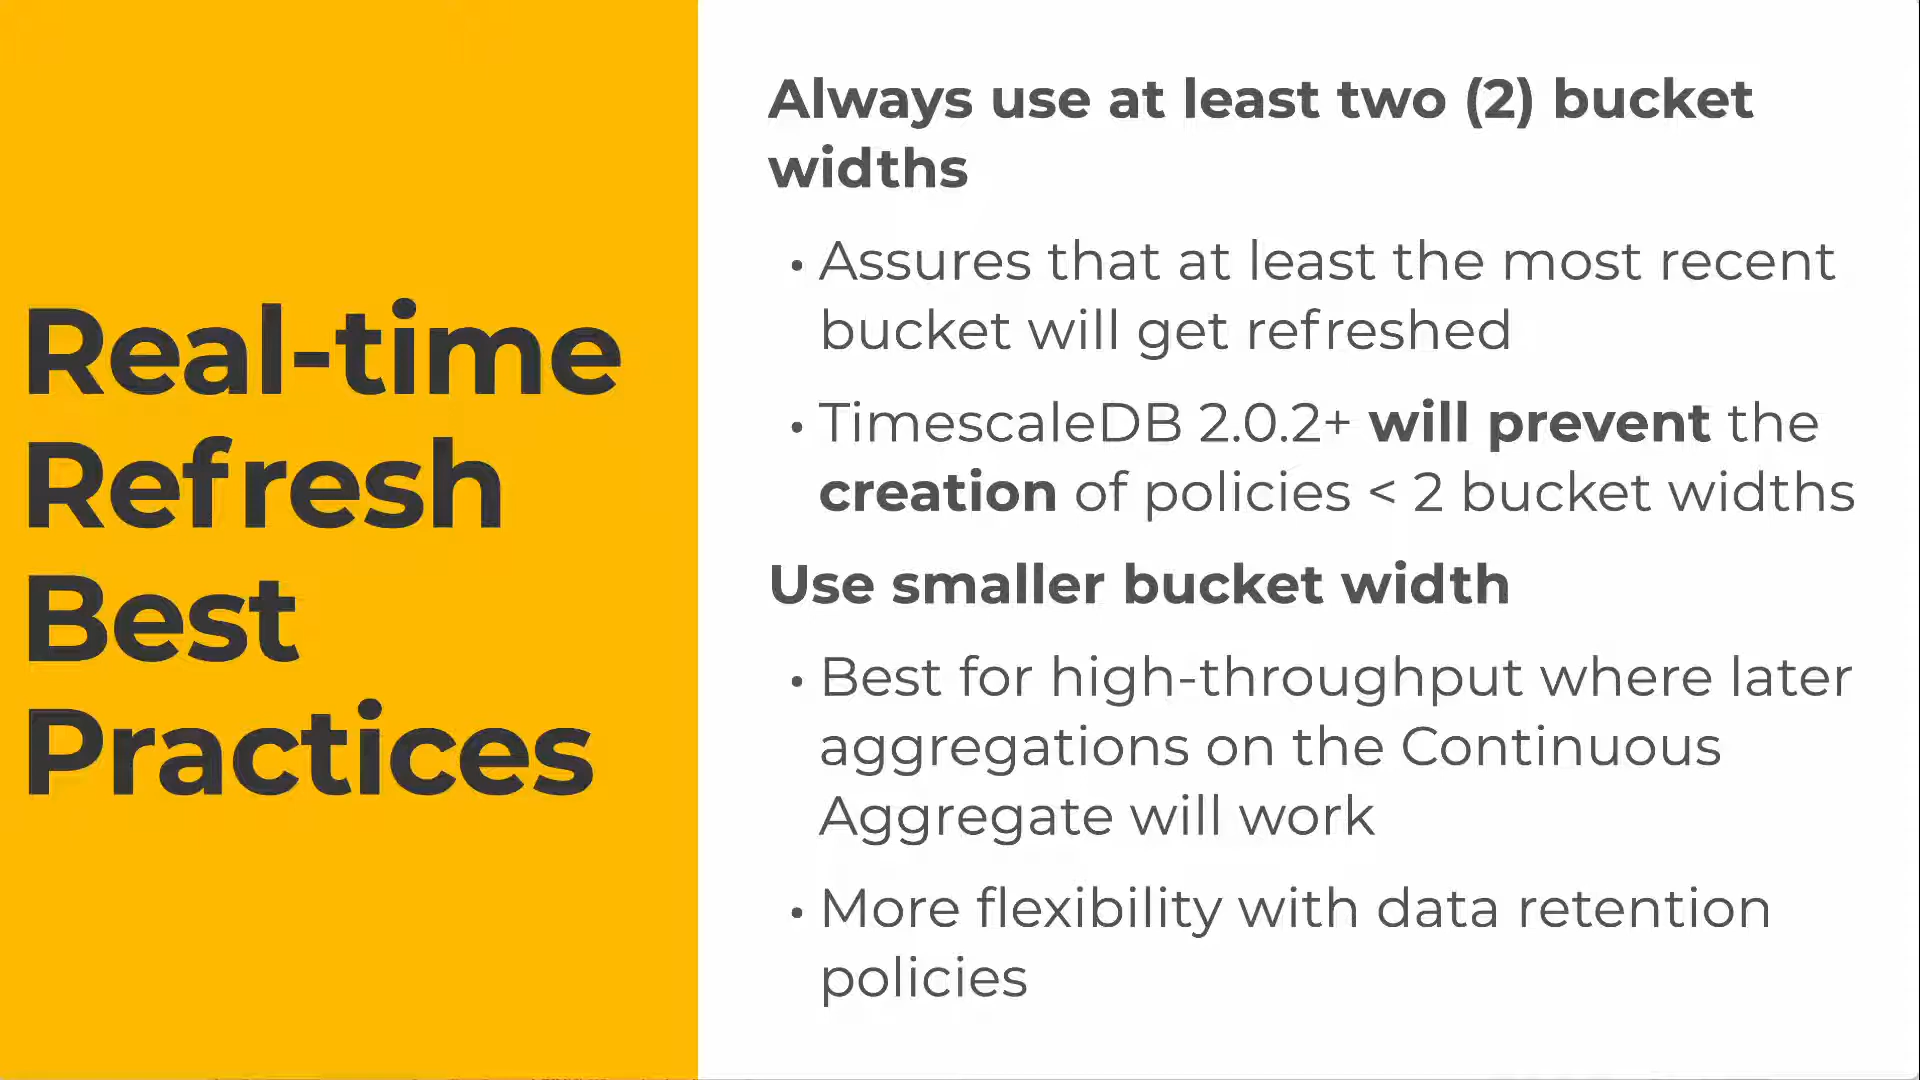 Real-time
Refresh
Best
Practices
Always use at least two (2) bucket
widths
• Assures that at least the most recent
bucket will get refreshed
• TimescaleDB 2.0.2+ will prevent the
creation of policies < 2 bucket widths
Use smaller bucket width
• Best for high-throughput where later
aggregations on the Continuous
Aggregate will work
• More flexibility with data retention
policies